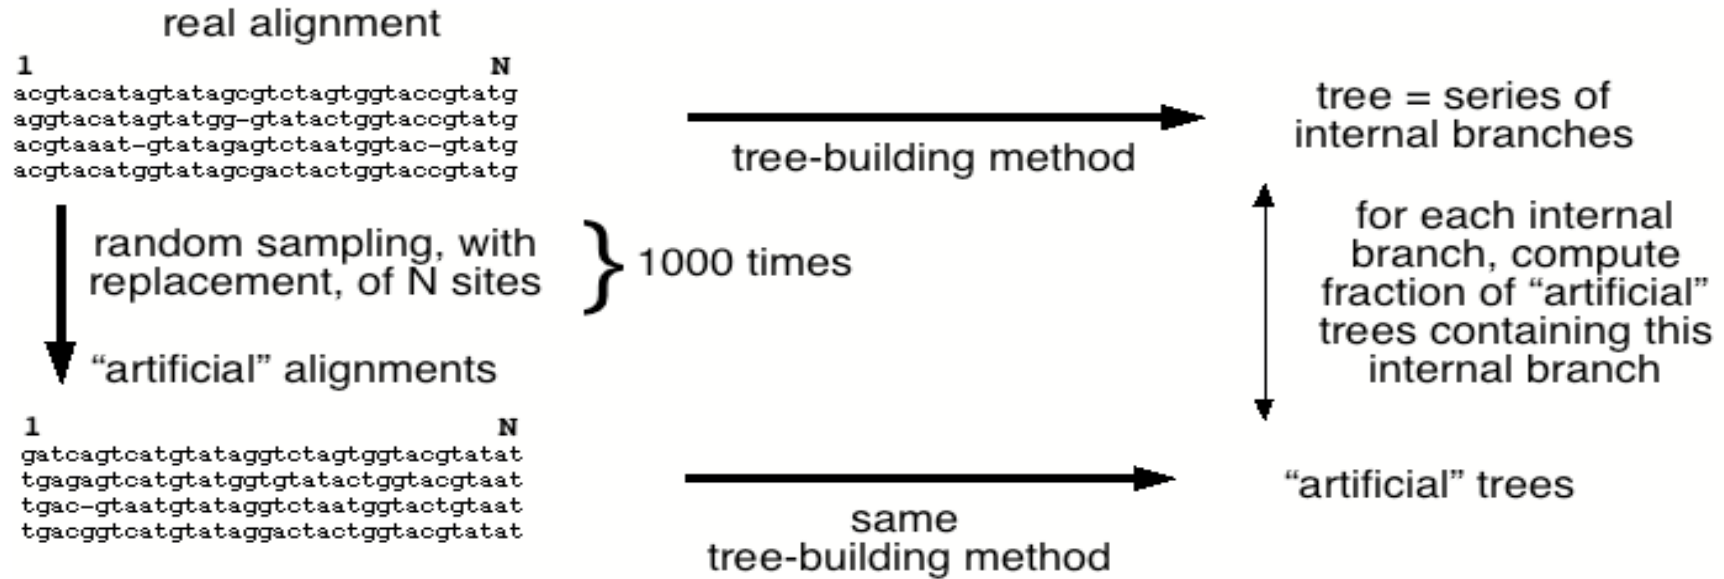 real alignment
1 N
acgtacatagtatagcgtctagtggtaccgtatg
aggtacatagtatgg-gtatactggtaccgtatg
acgtaaat-gtatagagtctaatggtac-gtatg
acgtacatggtatagcgactactggtaccgtatg
tree-building method
tree = series of
internal branches
random sampling, with
replacement, of N sites
} 1000 times
for each internal
branch, compute
fraction of “artificial”
trees containing this
internal branch
“artificial” alignments
1 N
gatcagtcatgtataggtctagtggtacgtatat
tgagagtcatgtatggtgtatactggtacgtaat
tgac-gtaatgtataggtctaatggtactgtaat
tgacggtcatgtataggactactggtacgtatat
same
tree-building method
“artificial” trees